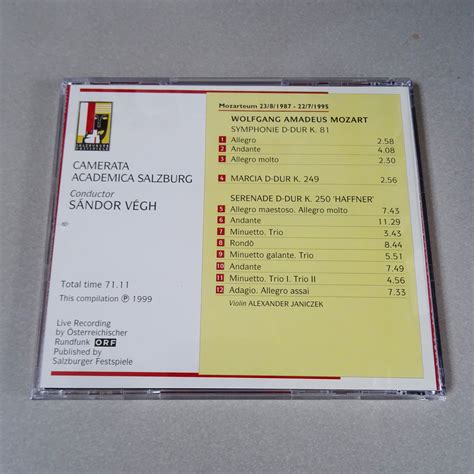 SALZBURGER
FESTSPIELE
CAMERATA
ACADEMICA SALZBURG
Conductor
SÁNDOR VÉGH
Total time 71.11
This compilation ℗ 1999
Live Recording
by Österreichischer
Rundfunk ORF
Published by
Salzburger Festspiele
Mozarteum 23/8/1987 - 22/7/1995
WOLFGANG AMADEUS MOZART
SYMPHONIE D-DUR K. 81
1 Allegro 2.58
2 Andante 4.08
3 Allegro molto 2.30
4 MARCIA D-DUR K. 249 2.56
SERENADE D-DUR K. 250 'HAFFNER'
5 Allegro maestoso. Allegro molto 7.43
6 Andante 11.29
7 Minuetto. Trio 3.43
8 Rondò 8.44
9 Minuetto galante. Trio 5.51
10 Andante 7.49
11 Minuetto. Trio I. Trio II 4.56
12 Adagio. Allegro assai 7.33
Violin ALEXANDER JANICZEK